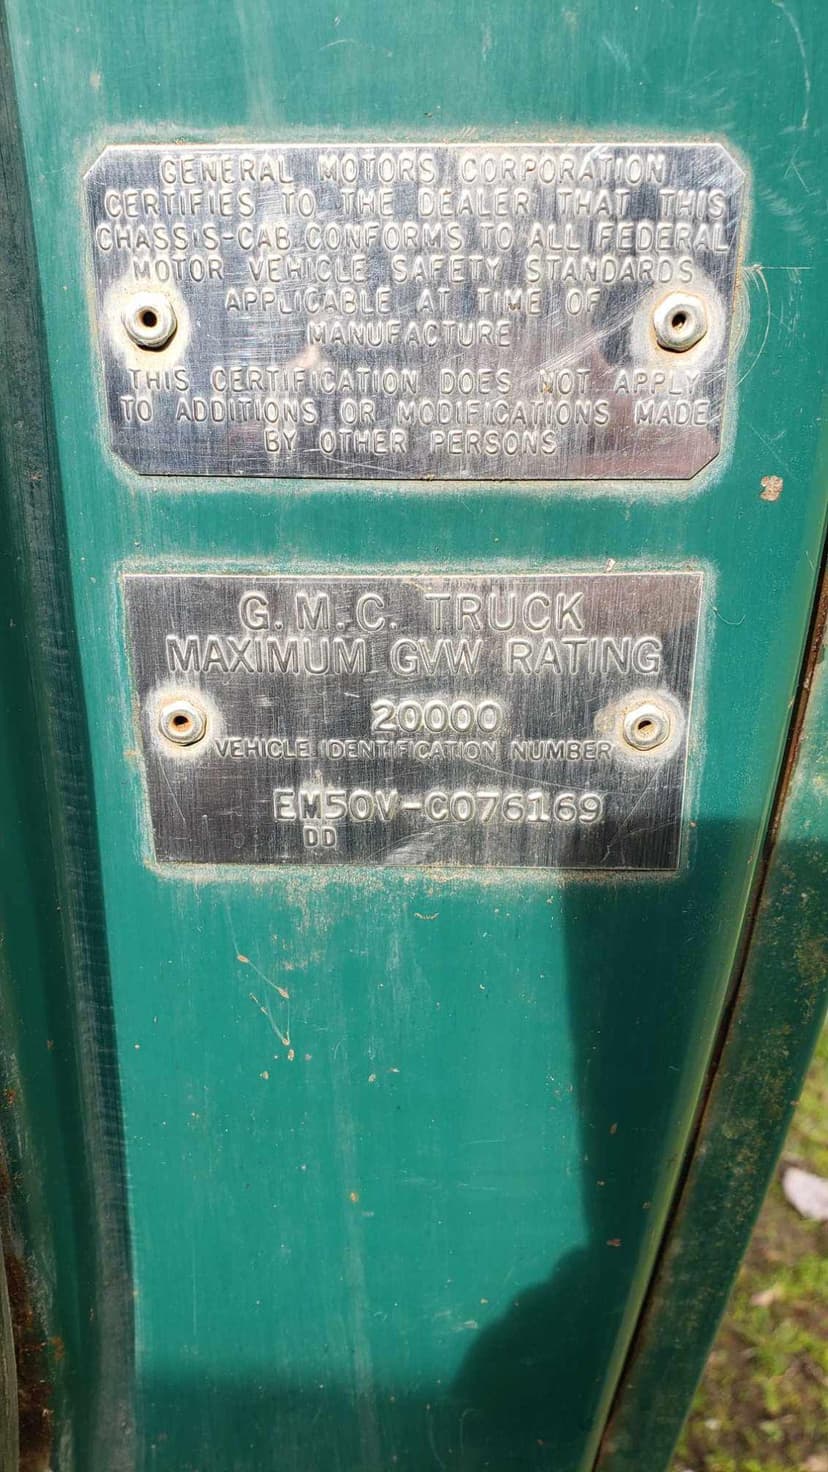 GENERAL MOTORS CORPORATION
CERTIFIES TO THE DEALER THAT THIS
CHASSIS-CAB CONFORMS TO ALL FEDERAL
MOTOR VEHICLE SAFETY STANDARDS
APPLICABLE AT TIME OF
MANUFACTURE
THIS CERTIFICATION DOES NOT APPLY
TO ADDITIONS OR MODIFICATIONS MADE
BY OTHER PERSONS
G.M.C. TRUCK
MAXIMUM GVW RATING
20000
VEHICLE IDENTIFICATION NUMBER
EM50V-C076169
DD